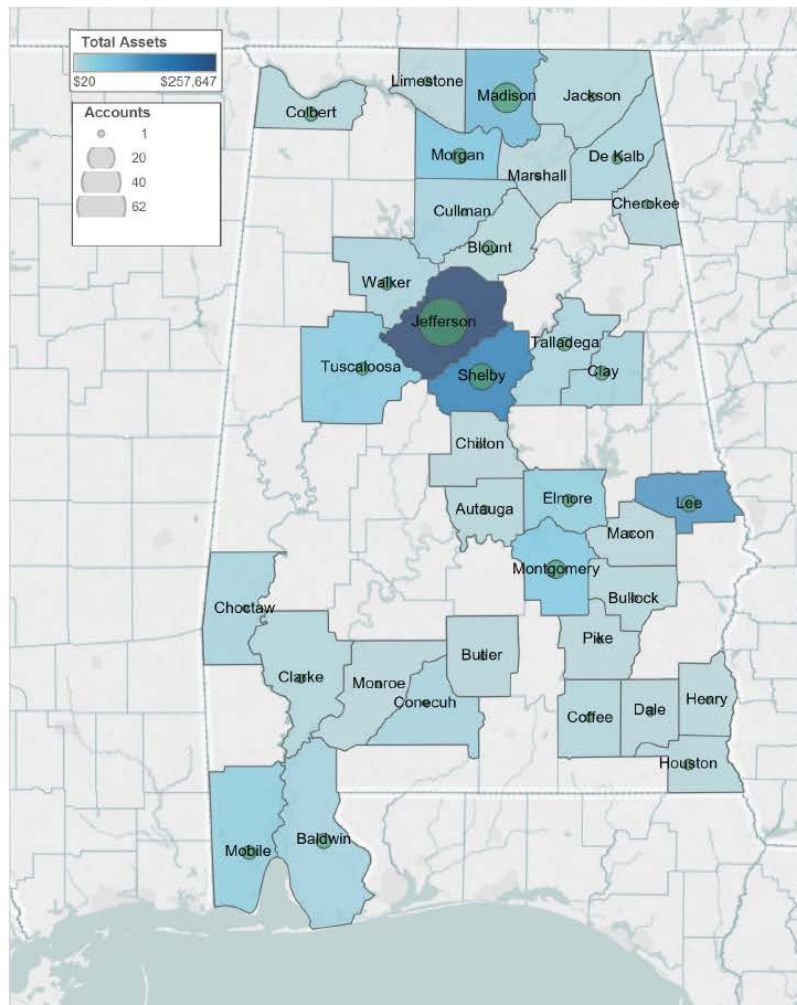 Total Assets
$20 $257,647
Accounts
1
20
40
62
Limestone
Madison
Jackson
Colbert
Morgan
De Kalb
Marshall
Cherokee
Cullman
Blount
Walker
Jefferson
Talladega
Tuscaloosa
Shelby
Clay
Chilton
Elmore
Lee
Autauga
Macon
Montgomery
Bullock
Choctaw
Pike
Butler
Clarke
Monroe
Conecuh
Henry
Dale
Coffee
Houston
Baldwin
Mobile